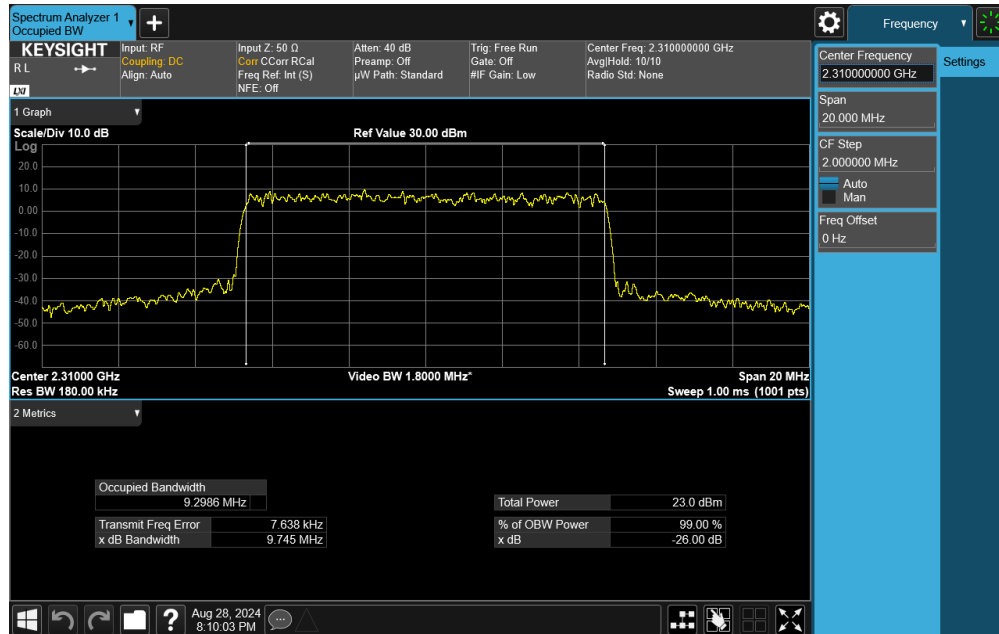 Spectrum Analyzer 1
Occupied BW
Frequency
KEYSIGHT
R L
LXI
Input: RF
Coupling: DC
Align: Auto
Input Z: 50 Ω
Corr CCorr RCal
Freq Ref: Int (S)
NFE: Off
Atten: 40 dB
Preamp: Off
µW Path: Standard
Trig: Free Run
Gate: Off
#IF Gain: Low
Center Freq: 2.310000000 GHz
Avg|Hold: 10/10
Radio Std: None
Center Frequency
2.310000000 GHz
Settings
Span
20.000 MHz
CF Step
2.000000 MHz
Auto
Man
Freq Offset
0 Hz
1 Graph
Scale/Div 10.0 dB
Ref Value 30.00 dBm
Log
20.0
10.0
0.00
-10.0
-20.0
-30.0
-40.0
-50.0
-60.0
Center 2.31000 GHz
Video BW 1.8000 MHz*
Span 20 MHz
Res BW 180.00 kHz
Sweep 1.00 ms (1001 pts)
2 Metrics
Occupied Bandwidth
9.2986 MHz
Total Power 23.0 dBm
Transmit Freq Error 7.638 kHz
% of OBW Power 99.00 %
x dB Bandwidth 9.745 MHz
x dB -26.00 dB
?
Aug 28, 2024
8:10:03 PM